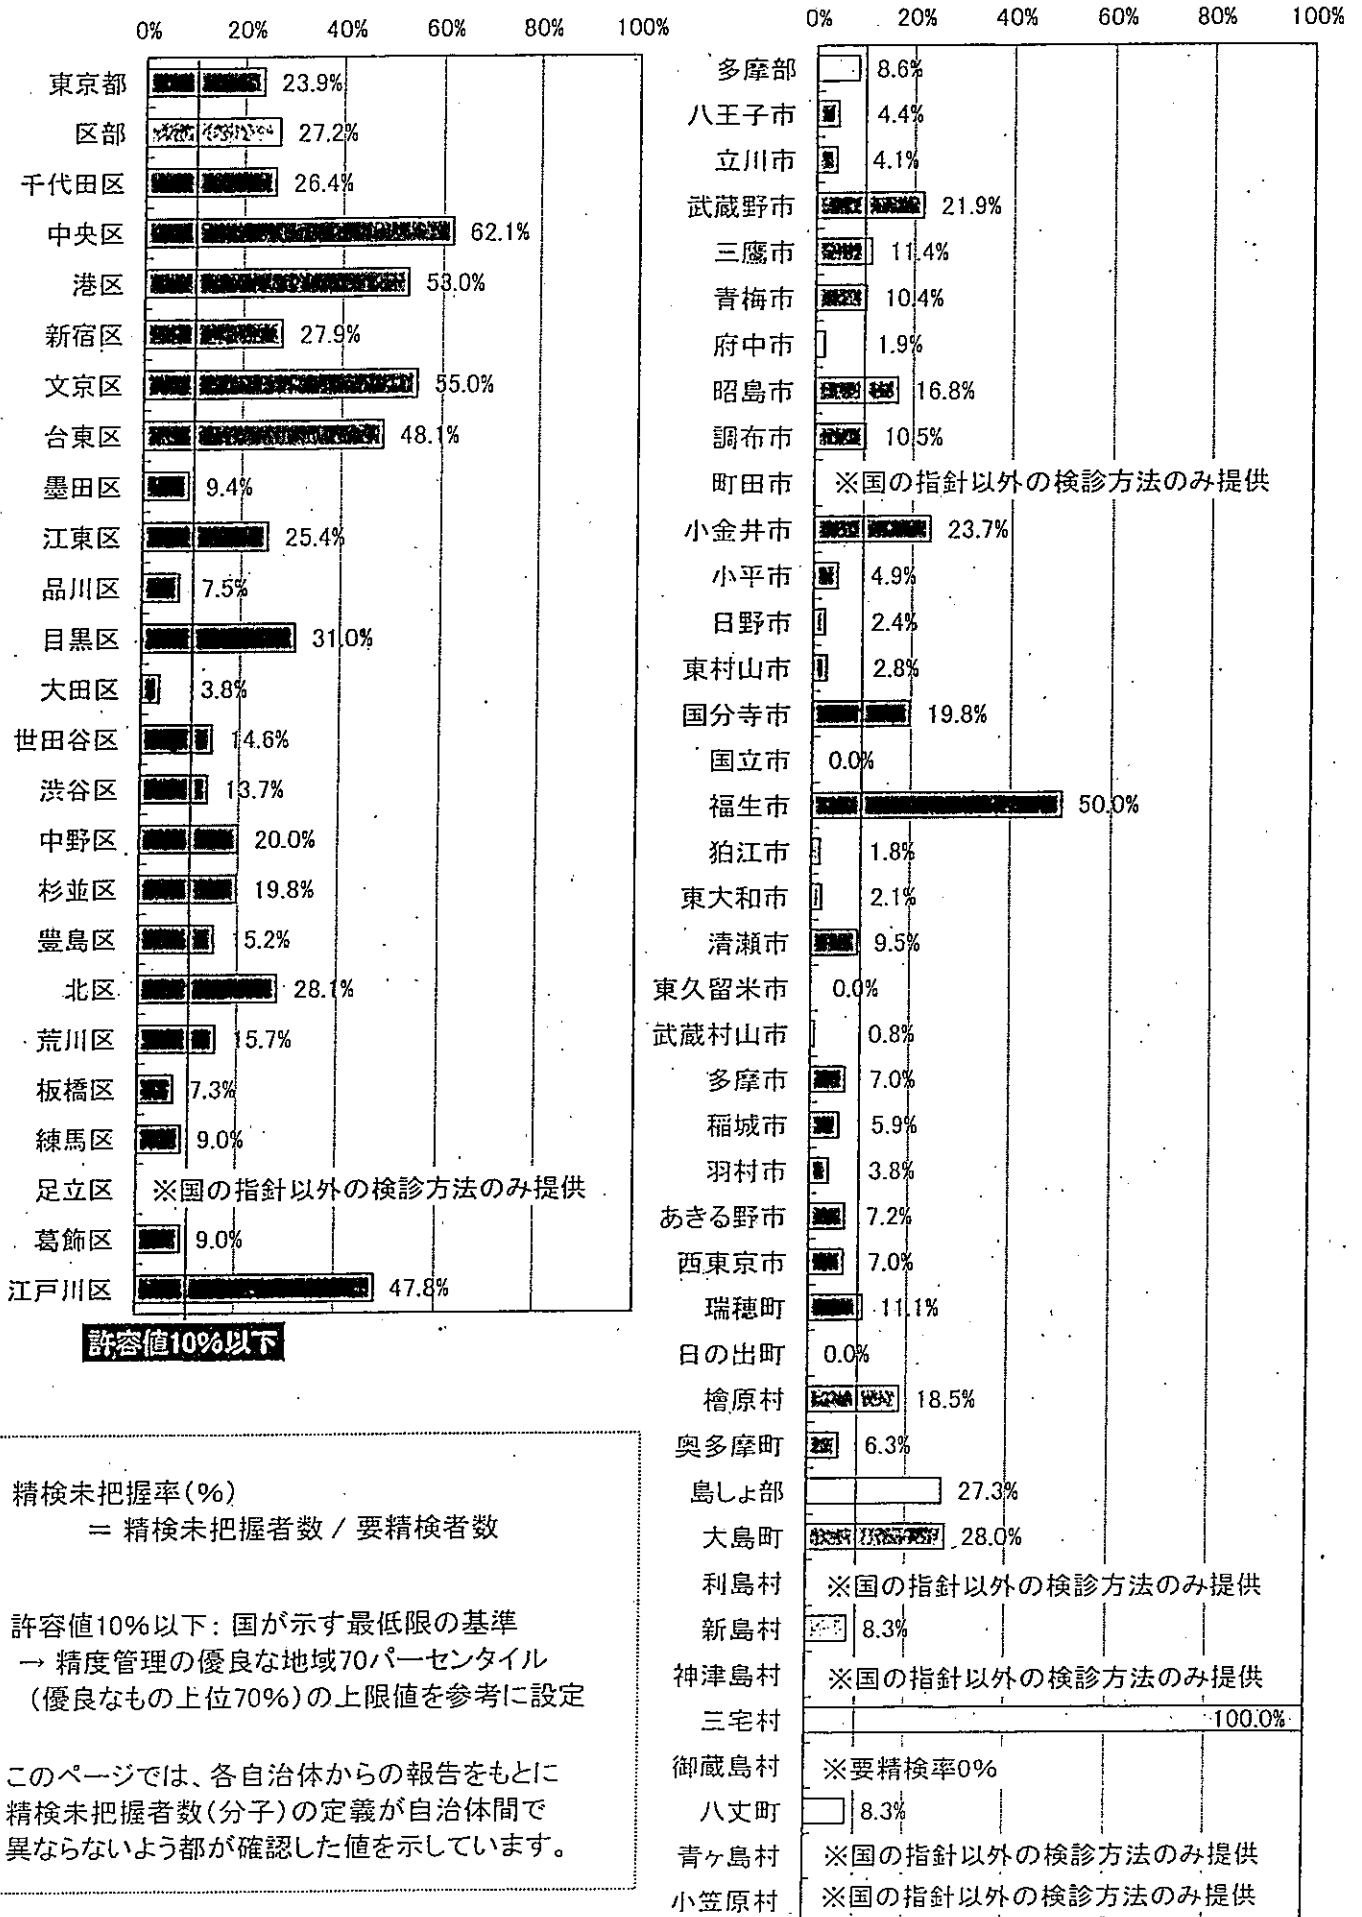 0% 20% 40% 60% 80% 100%
東京都 23.9%
区部 27.2%
千代田区 26.4%
中央区 62.1%
港区 53.0%
新宿区 27.9%
文京区 55.0%
台東区 48.1%
墨田区 9.4%
江東区 25.4%
品川区 7.5%
目黒区 31.0%
大田区 3.8%
世田谷区 14.6%
渋谷区 13.7%
中野区 20.0%
杉並区 19.8%
豊島区 15.2%
北区 28.1%
荒川区 15.7%
板橋区 7.3%
練馬区 9.0%
足立区 ※国の指針以外の検診方法のみ提供
葛飾区 9.0%
江戸川区 47.8%
許容値10%以下
精検未把握率(%)
= 精検未把握者数 / 要精検者数
許容値10%以下: 国が示す最低限の基準
→ 精度管理の優良な地域70パーセンタイル
(優良なもの上位70%)の上限値を参考に設定
このページでは、各自治体からの報告をもとに
精検未把握者数(分子)の定義が自治体間で
異ならないよう都が確認した値を示しています。
0% 20% 40% 60% 80% 100%
多摩部 8.6%
八王子市 4.4%
立川市 4.1%
武蔵野市 21.9%
三鷹市 11.4%
青梅市 10.4%
府中市 1.9%
昭島市 16.8%
調布市 10.5%
町田市 ※国の指針以外の検診方法のみ提供
小金井市 23.7%
小平市 4.9%
日野市 2.4%
東村山市 2.8%
国分寺市 19.8%
国立市 0.0%
福生市 50.0%
狛江市 1.8%
東大和市 2.1%
清瀬市 9.5%
東久留米市 0.0%
武蔵村山市 0.8%
多摩市 7.0%
稲城市 5.9%
羽村市 3.8%
あきる野市 7.2%
西東京市 7.0%
瑞穂町 11.1%
日の出町 0.0%
檜原村 18.5%
奥多摩町 6.3%
島しょ部 27.3%
大島町 28.0%
利島村 ※国の指針以外の検診方法のみ提供
新島村 8.3%
神津島村 ※国の指針以外の検診方法のみ提供
三宅村 100.0%
御蔵島村 ※要精検率0%
八丈町 8.3%
青ヶ島村 ※国の指針以外の検診方法のみ提供
小笠原村 ※国の指針以外の検診方法のみ提供